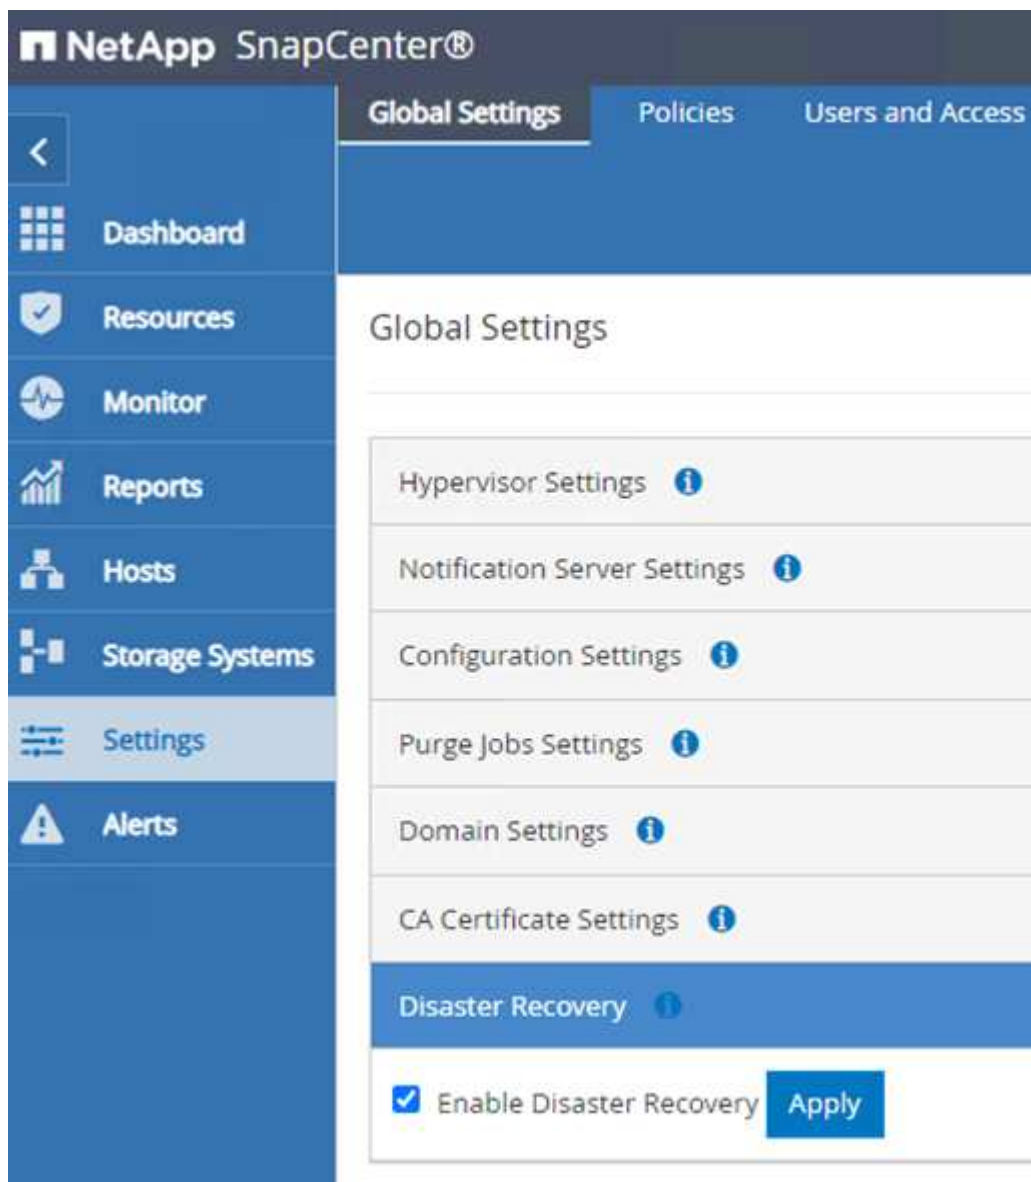 NetApp SnapCenter®
Global Settings Policies Users and Access
Dashboard
Resources
Monitor
Reports
Hosts
Storage Systems
Settings
Alerts
Global Settings
Hypervisor Settings
Notification Server Settings
Configuration Settings
Purge Jobs Settings
Domain Settings
CA Certificate Settings
Disaster Recovery
Enable Disaster Recovery Apply